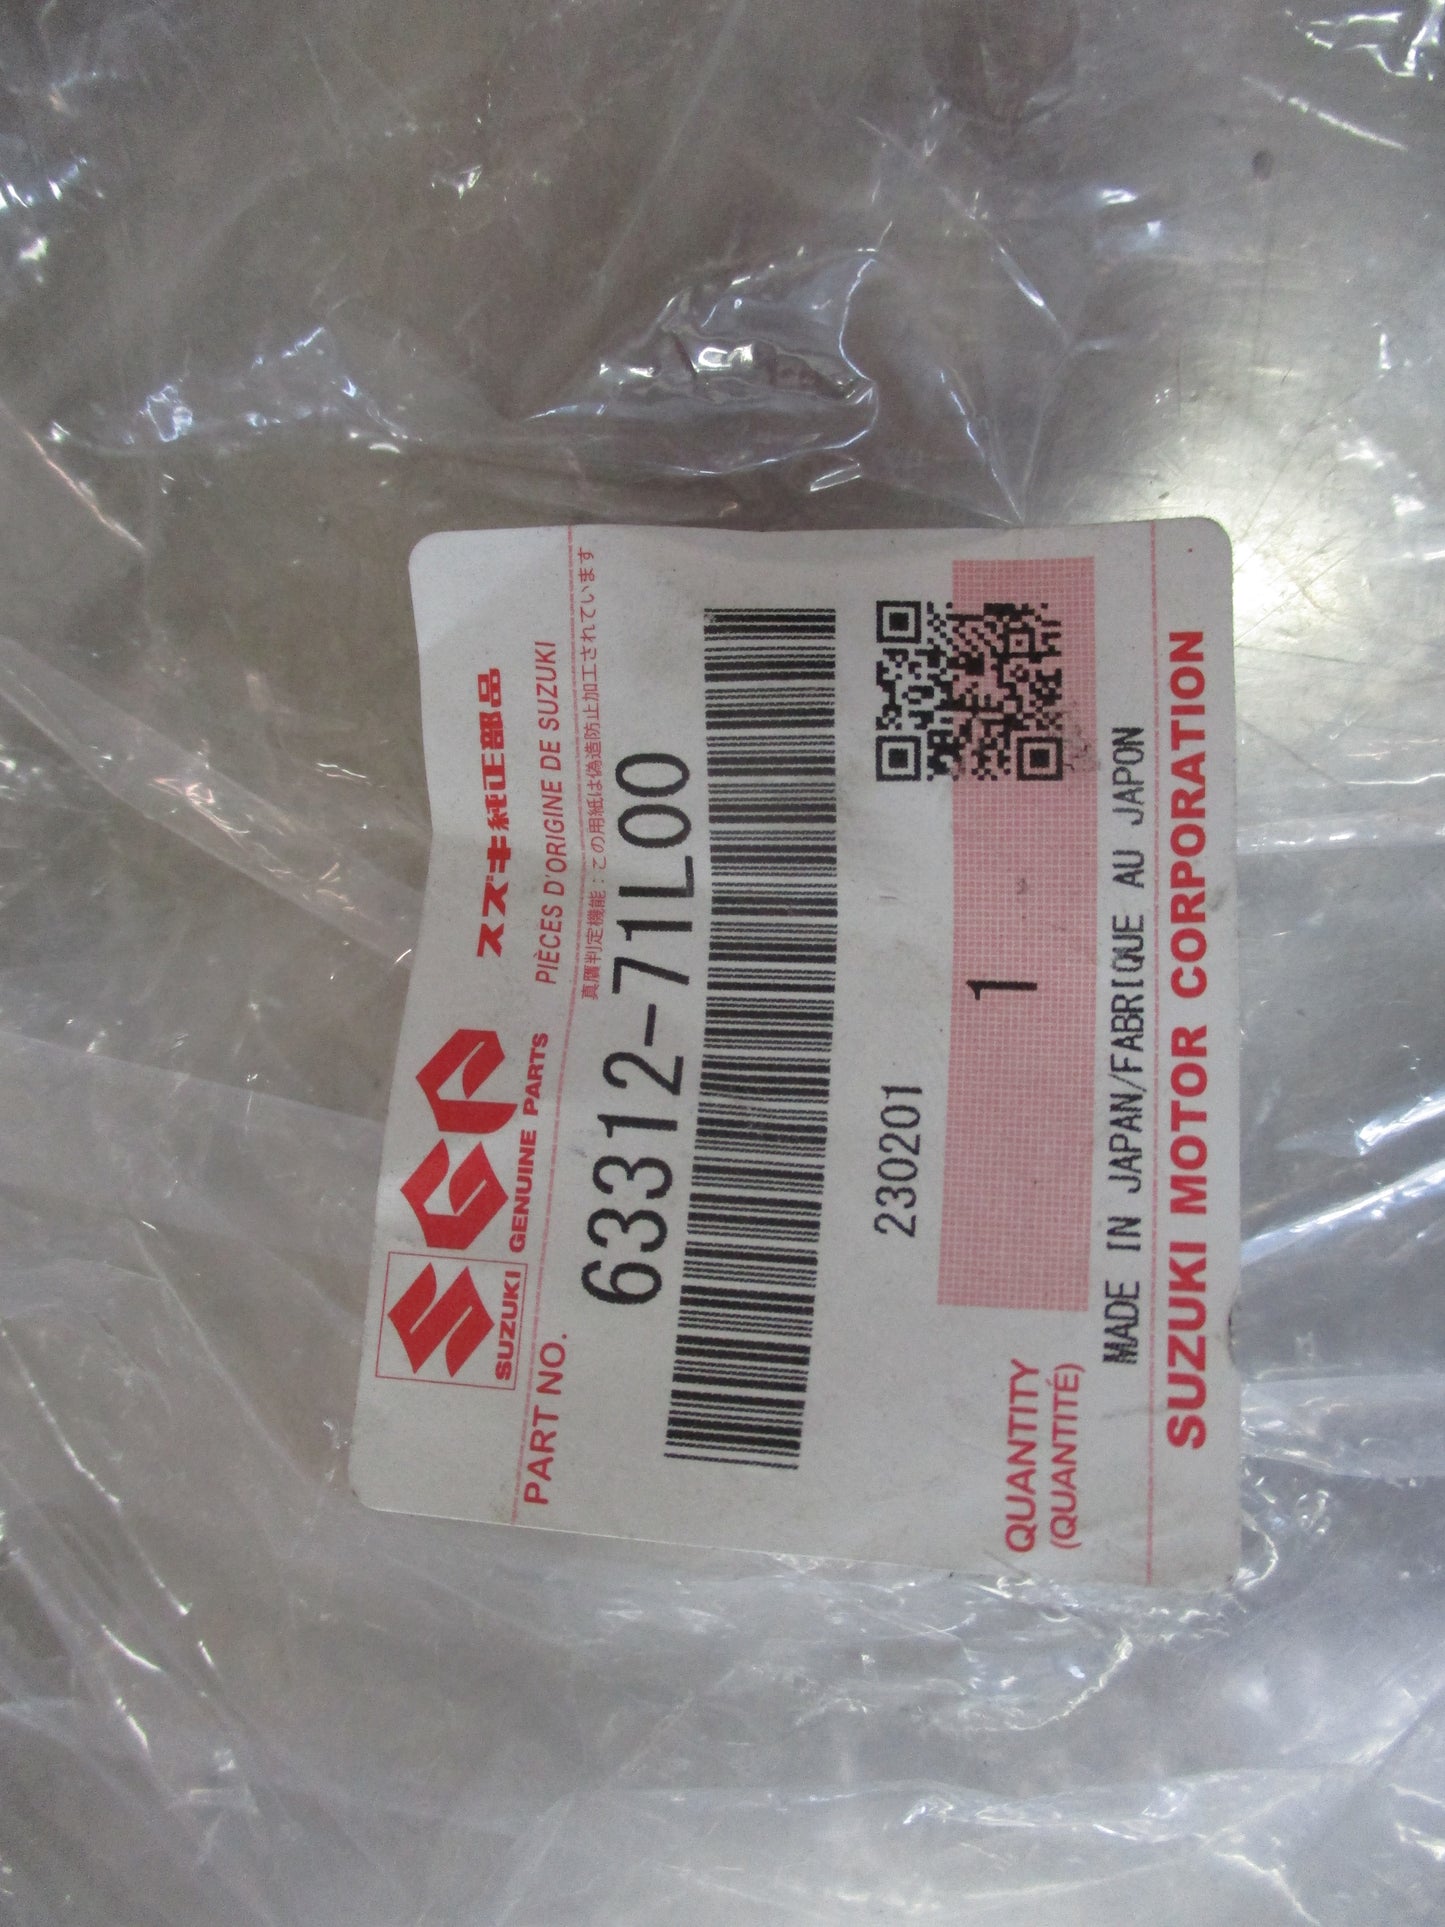 SGP スズキ純正部品
SUZUKI GENUINE PARTS PIÈCES D'ORIGINE DE SUZUKI
真贋判定機能：この用紙は偽造防止加工されています
PART NO.
63312-71L00
230201
QUANTITY
(QUANTITÉ)
1
MADE IN JAPAN/FABRIQUE AU JAPON
SUZUKI MOTOR CORPORATION